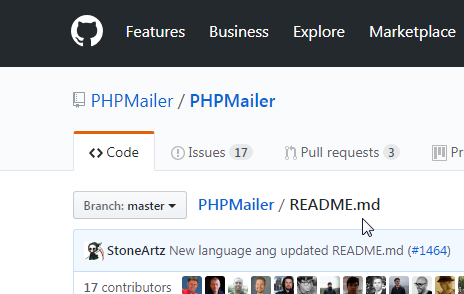 Features Business Explore Marketplace
PHPMailer / PHPMailer
Code Issues 17 Pull requests 3
Branch: master PHPMailer / README.md
StoneArtz New language ang updated README.md (#1464)
17 contributors